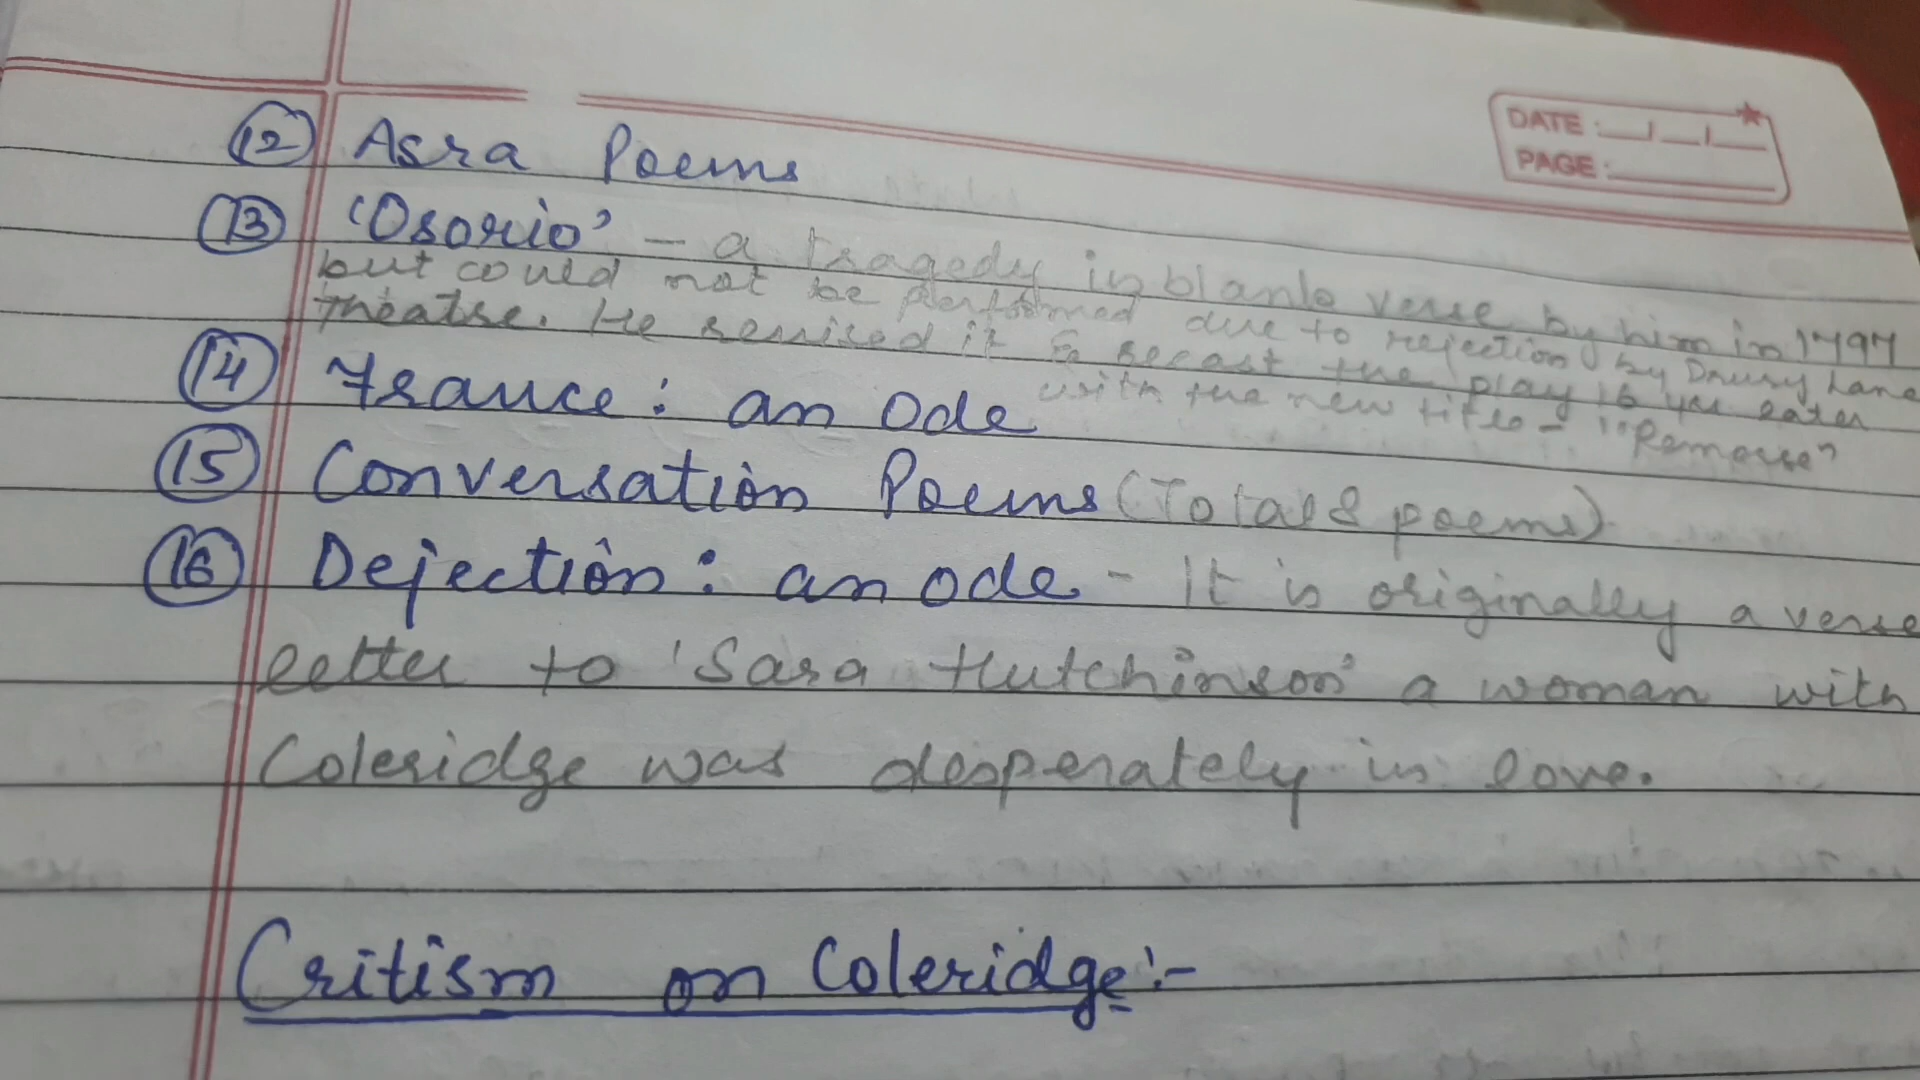 DATE : __/__/__
PAGE :
(12) Asra Poems
(13) 'Osorio' - a tragedy in blank verse by him in 1797
but could not be performed due to rejection by Drury Lane
Theatre. He revised it & recast the play 16 yrs later
with the new title - "Remorse"
(14) France : an Ode
(15) Conversation Poems (Total 8 poems)
(16) Dejection : an ode - It is originally a verse
letter to 'Sara Hutchinson' a woman with
Coleridge was desperately in love.
Critism on Coleridge :-